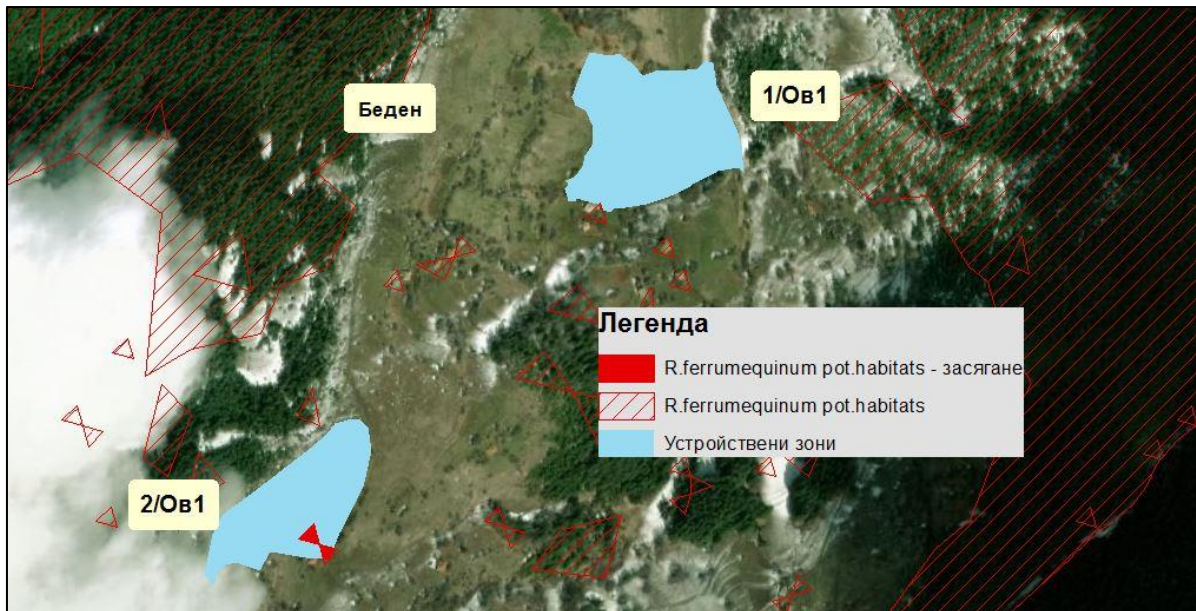 Беден
1/Ов1
Легенда
R.ferrumequinum pot.habitats - засягане
R.ferrumequinum pot.habitats
Устройствени зони
2/Ов1